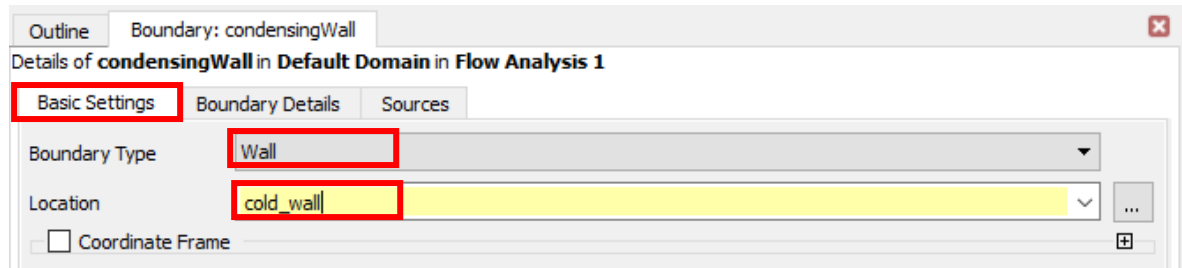 Outline Boundary: condensingWall
Details of condensingWall in Default Domain in Flow Analysis 1
Basic Settings Boundary Details Sources
Boundary Type Wall
Location cold_wall ...
Coordinate Frame